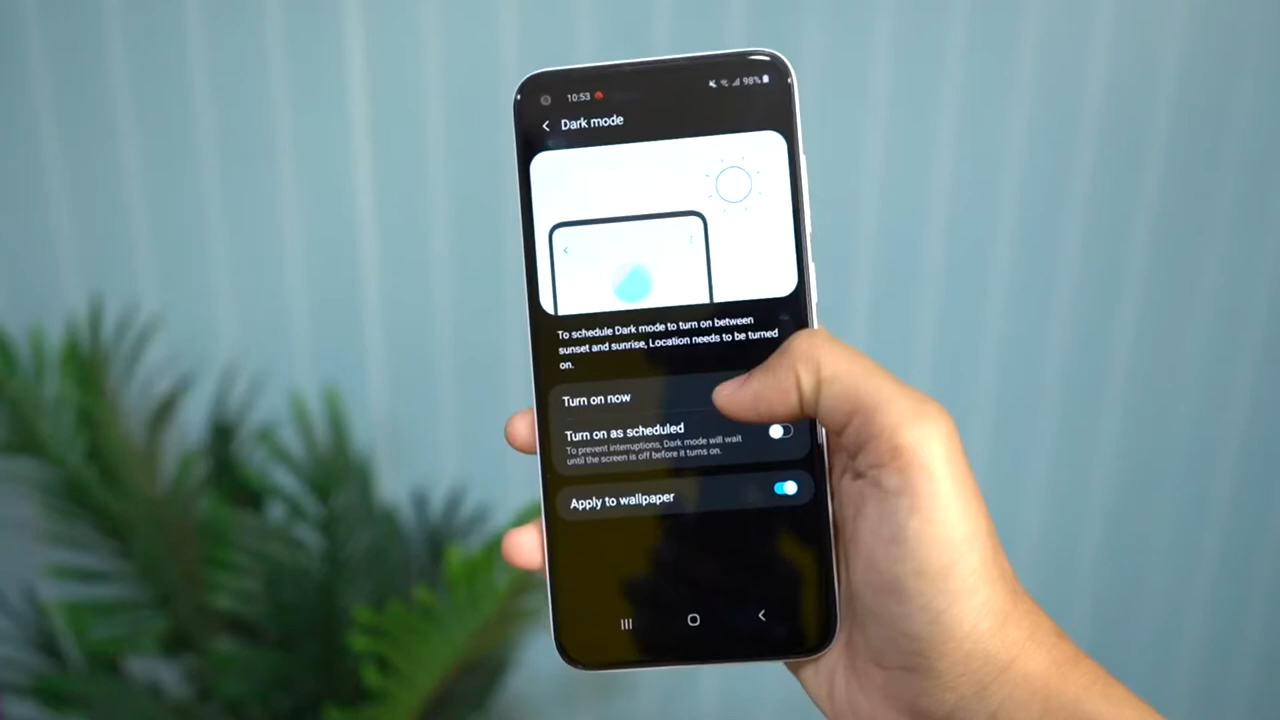 10:53
98%
Dark mode
To schedule Dark mode to turn on between
sunset and sunrise, Location needs to be turned
on.
Turn on now
Turn on as scheduled
To prevent interruptions, Dark mode will wait
until the screen is off before it turns on.
Apply to wallpaper